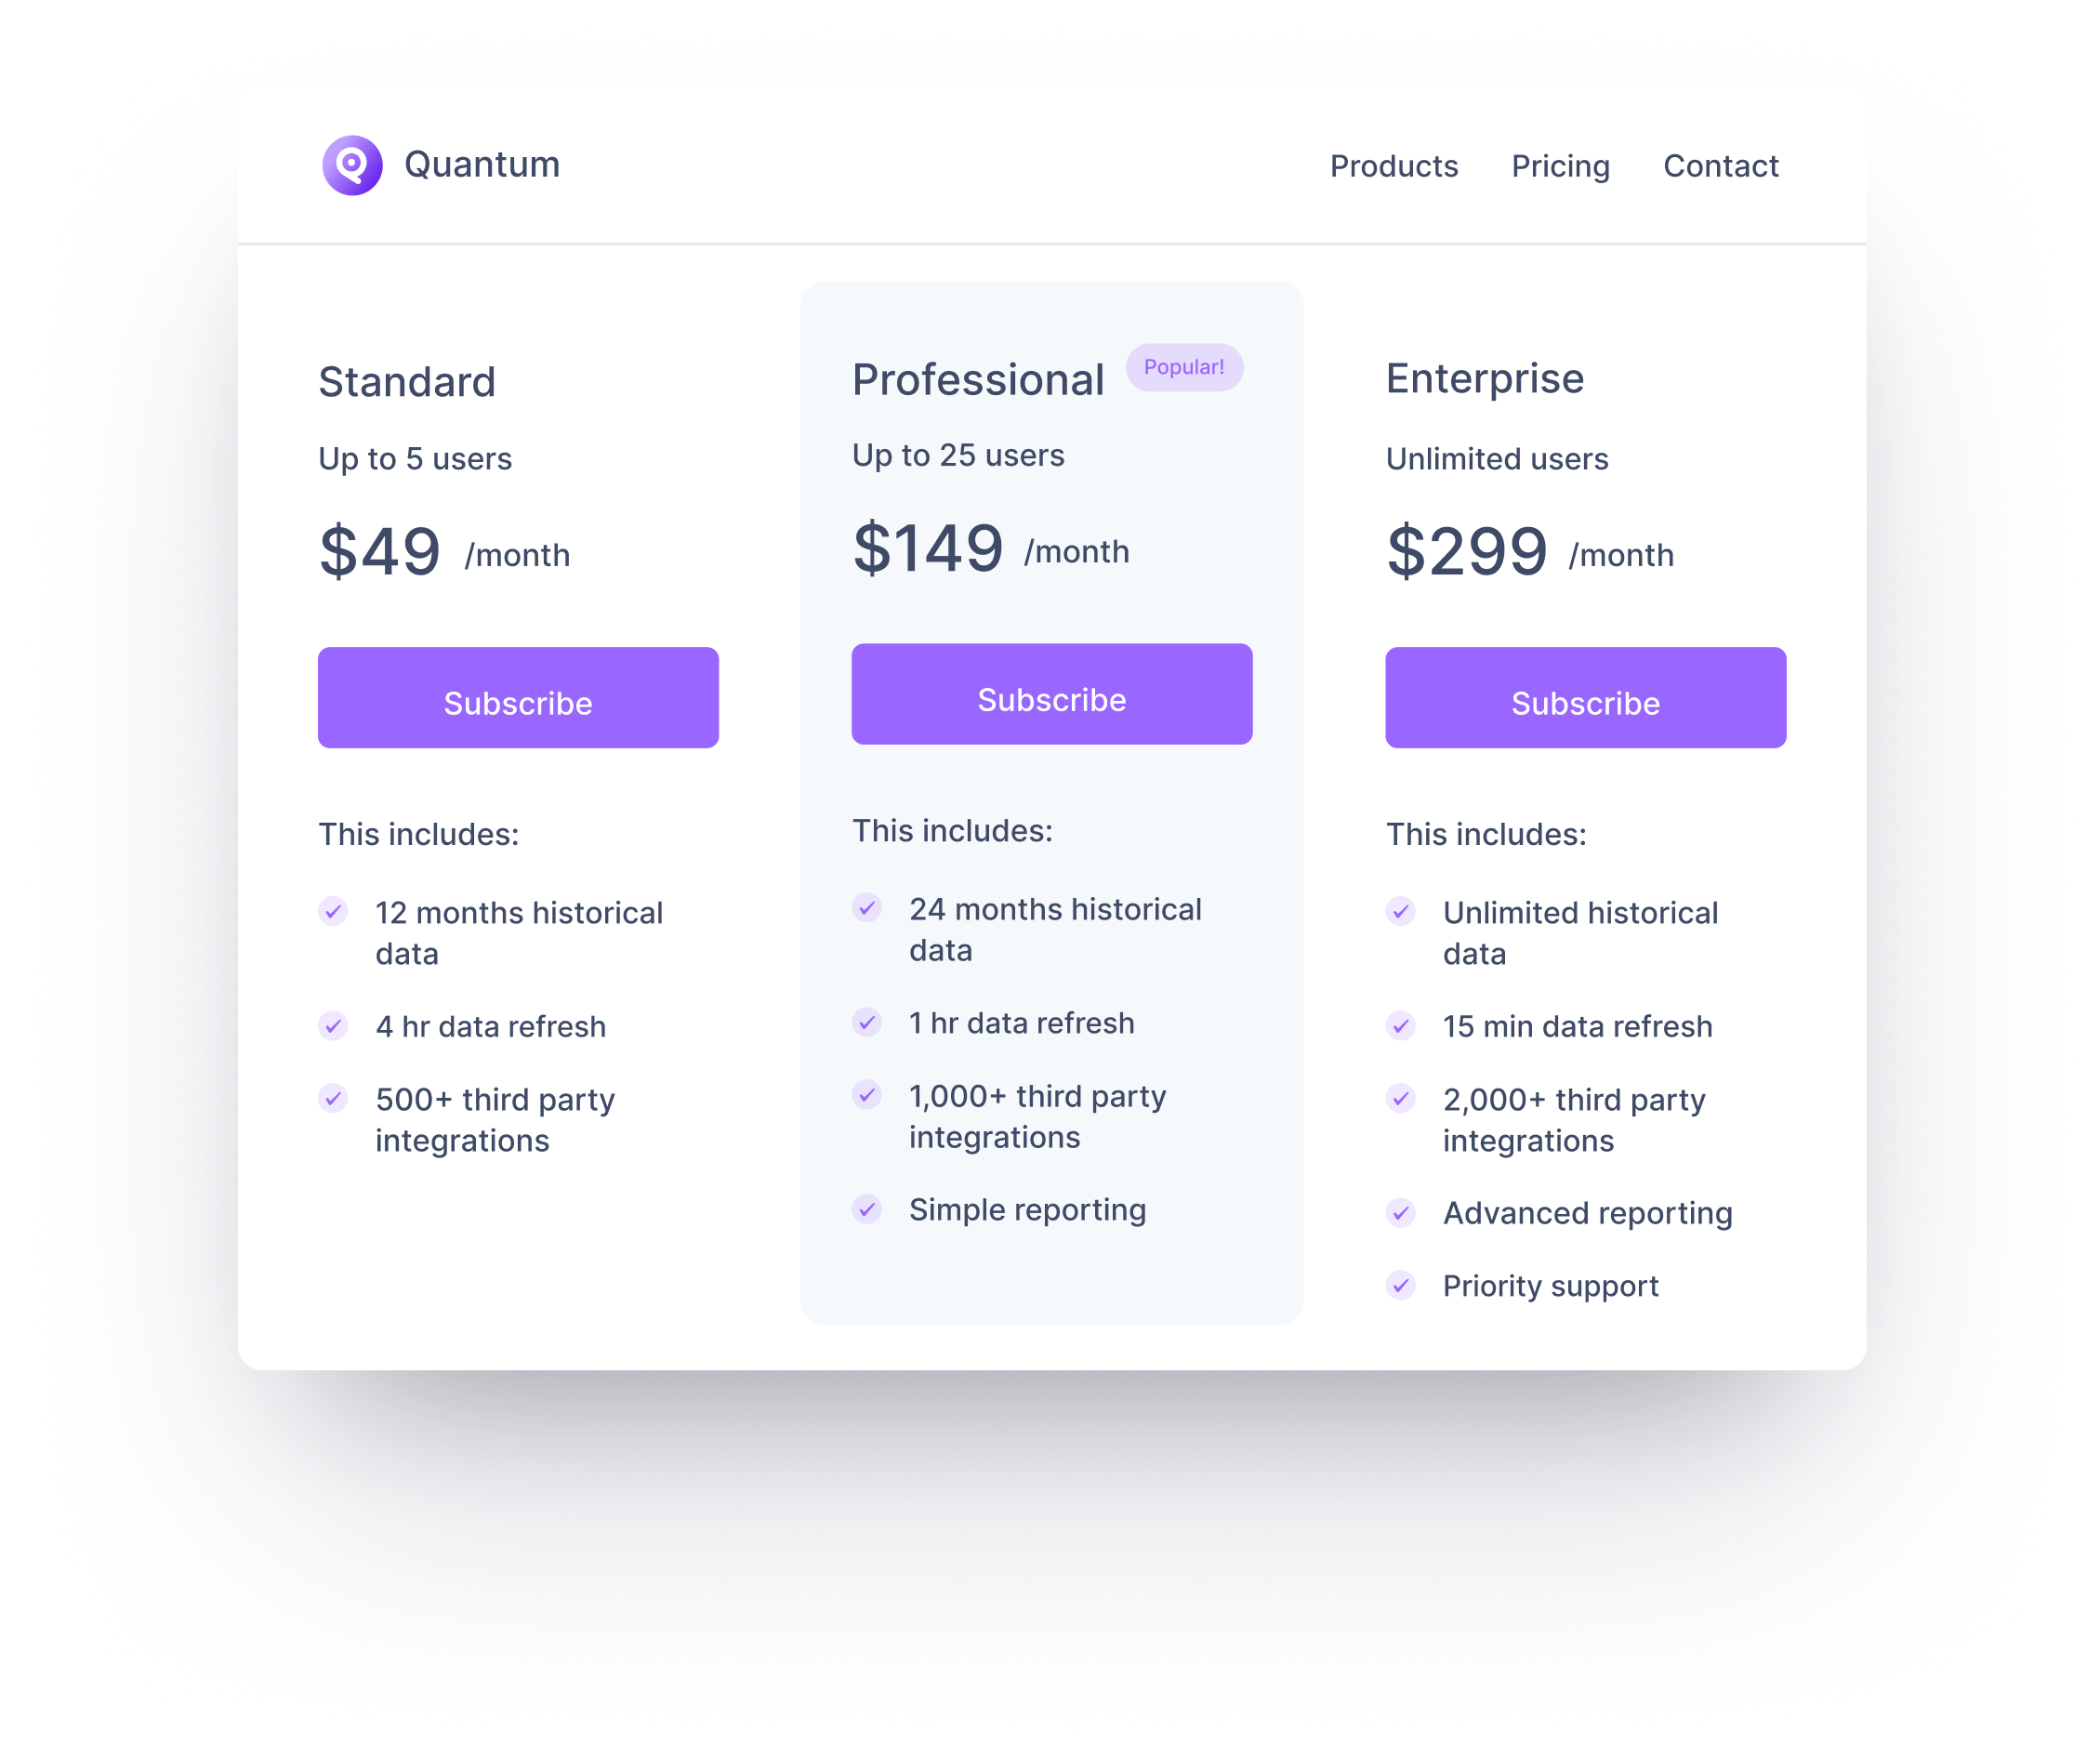 Quantum
Products
Pricing
Contact
Standard
Up to 5 users
$49 /month
Subscribe
This includes:
12 months historical
data
4 hr data refresh
500+ third party
integrations
Professional
Popular!
Up to 25 users
$149 /month
Subscribe
This includes:
24 months historical
data
1 hr data refresh
1,000+ third party
integrations
Simple reporting
Enterprise
Unlimited users
$299 /month
Subscribe
This includes:
Unlimited historical
data
15 min data refresh
2,000+ third party
integrations
Advanced reporting
Priority support